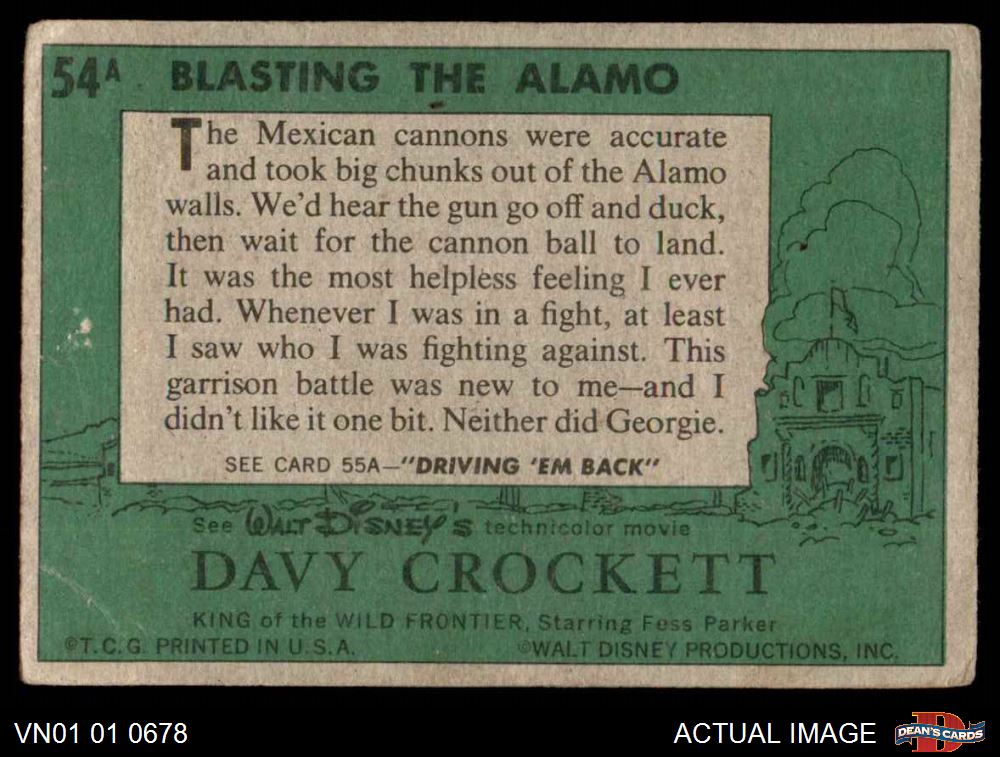 54A BLASTING THE ALAMO
The Mexican cannons were accurate
and took big chunks out of the Alamo
walls. We'd hear the gun go off and duck,
then wait for the cannon ball to land.
It was the most helpless feeling I ever
had. Whenever I was in a fight, at least
I saw who I was fighting against. This
garrison battle was new to me—and I
didn't like it one bit. Neither did Georgie.
SEE CARD 55A—"DRIVING 'EM BACK"
See WALT DISNEY'S technicolor movie
DAVY CROCKETT
KING of the WILD FRONTIER, Starring Fess Parker
©T.C.G. PRINTED IN U.S.A. ©WALT DISNEY PRODUCTIONS, INC.
VN01 01 0678 ACTUAL IMAGE D DEAN'S CARDS